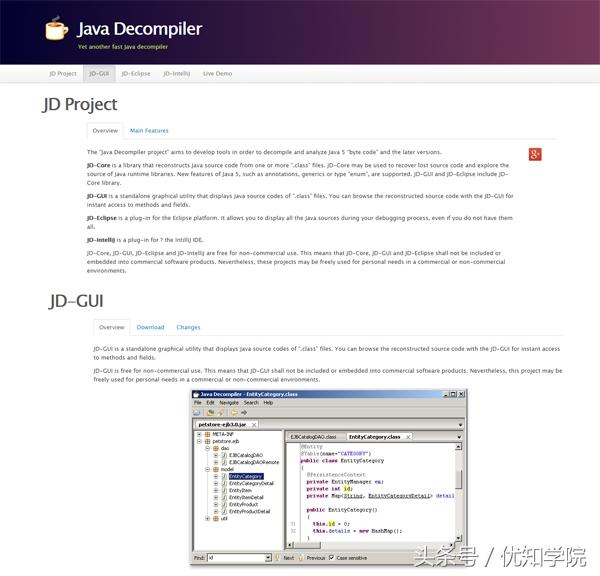 Java Decompiler
Yet another fast Java decompiler
JD Project
JD-GUI
JD-Eclipse
JD-IntelliJ
Live Demo
JD Project
Overview
Main Features
The "Java Decompiler project" aims to develop tools in order to decompile and analyze Java 5 "byte code" and the later versions.
JD-Core is a library that reconstructs Java source code from one or more ".class" files. JD-Core may be used to recover lost source code and explore
the source of Java runtime libraries. New features of Java 5, such as annotations, generics or type "enum", are supported. JD-GUI and JD-Eclipse include JD-
Core library.
JD-GUI is a standalone graphical utility that displays Java source codes of ".class" files. You can browse the reconstructed source code with the JD-GUI for
instant access to methods and fields.
JD-Eclipse is a plug-in for the Eclipse platform. It allows you to display all the Java sources during your debugging process, even if you do not have them
all.
JD-IntelliJ is a plug-in for ? the IntilliJ IDE.
JD-Core, JD-GUI, JD-Eclipse and JD-IntelliJ are free for non-commercial use. This means that JD-Core, JD-GUI and JD-Eclipse shall not be included or
embedded into commercial software products. Nevertheless, these projects may be freely used for personal needs in a commercial or non-commercial
environments.
JD-GUI
Overview
Download
Changes
JD-GUI is a standalone graphical utility that displays Java source codes of ".class" files. You can browse the reconstructed source code with the JD-GUI for instant access
to methods and fields.
JD-GUI is free for non-commercial use. This means that JD-GUI shall not be included or embedded into commercial software products. Nevertheless, this project may be
freely used for personal needs in a commercial or non-commercial environments.
Java Decompiler - EntityCategory.class
File Edit Navigate Search Help
petstore-ejb3.0.jar
META-INF
petstore.ejb
dao
EJBCatalogDAO
EJBCatalogDAORemote
model
EntityCategory
EntityCategoryDetail
EntityItem
EntityItemDetail
EntityProduct
EntityProductDetail
util
EJBCatalogDAO.class
EntityCategory.class
@Entity
@Table(name="CATEGORY")
public class EntityCategory
{
@PersistenceContext
private EntityManager em;
private int id;
private Map<String, EntityCategoryDetail> detail
public EntityCategory()
{
31 this.id = 0;
32 this.details = new HashMap();
}
Find: id
Next
Previous
Case sensitive
头条号 / 优知学院